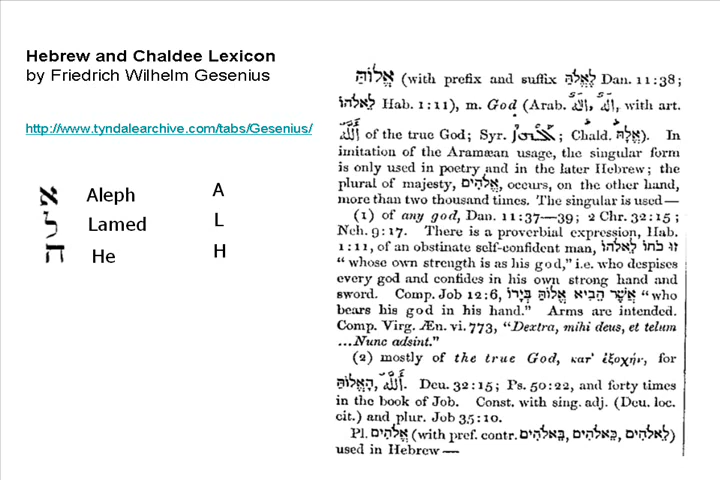 Hebrew and Chaldee Lexicon
by Friedrich Wilhelm Gesenius
http://www.tyndalearchive.com/tabs/Gesenius/
א Aleph A
ל Lamed L
ה He H
אֱלוֹהַּ (with prefix and suffix לֶאֱלֹהַּ Dan. 11:38;
לֵאלֹהוֹ Hab. 1:11), m. God (Arab. with art.
of the true God; Syr. ; Chald. אֱלָהּ). In
imitation of the Aramæan usage, the singular form
is only used in poetry and in the later Hebrew; the
plural of majesty, אֱלֹהִים, occurs, on the other hand,
more than two thousand times. The singular is used—
(1) of any god, Dan. 11:37—39; 2 Chr. 32:15;
Neh. 9:17. There is a proverbial expression, Hab.
1:11, of an obstinate self-confident man, זוּ כֹחוֹ לֵאלֹהוֹ
“whose own strength is as his god,” i.e. who despises
every god and confides in his own strong hand and
sword. Comp. Job 12:6, אֲשֶׁר הֵבִיא אֱלוֹהַּ בְּיָדוֹ “who
bears his god in his hand.” Arms are intended.
Comp. Virg. Æn. vi. 773, “Dextra, mihi deus, et telum
...Nunc adsint.”
(2) mostly of the true God, κατ’ ἐξοχήν, for
הָאֱלוֹהַּ, . Deu. 32:15; Ps. 50:22, and forty times
in the book of Job. Const. with sing. adj. (Deu. loc.
cit.) and plur. Job 35:10.
Pl. אֱלֹהִים (with pref. contr. בֵּאלֹהִים, כֵּאלֹהִים, לֵאלֹהִים)
used in Hebrew—